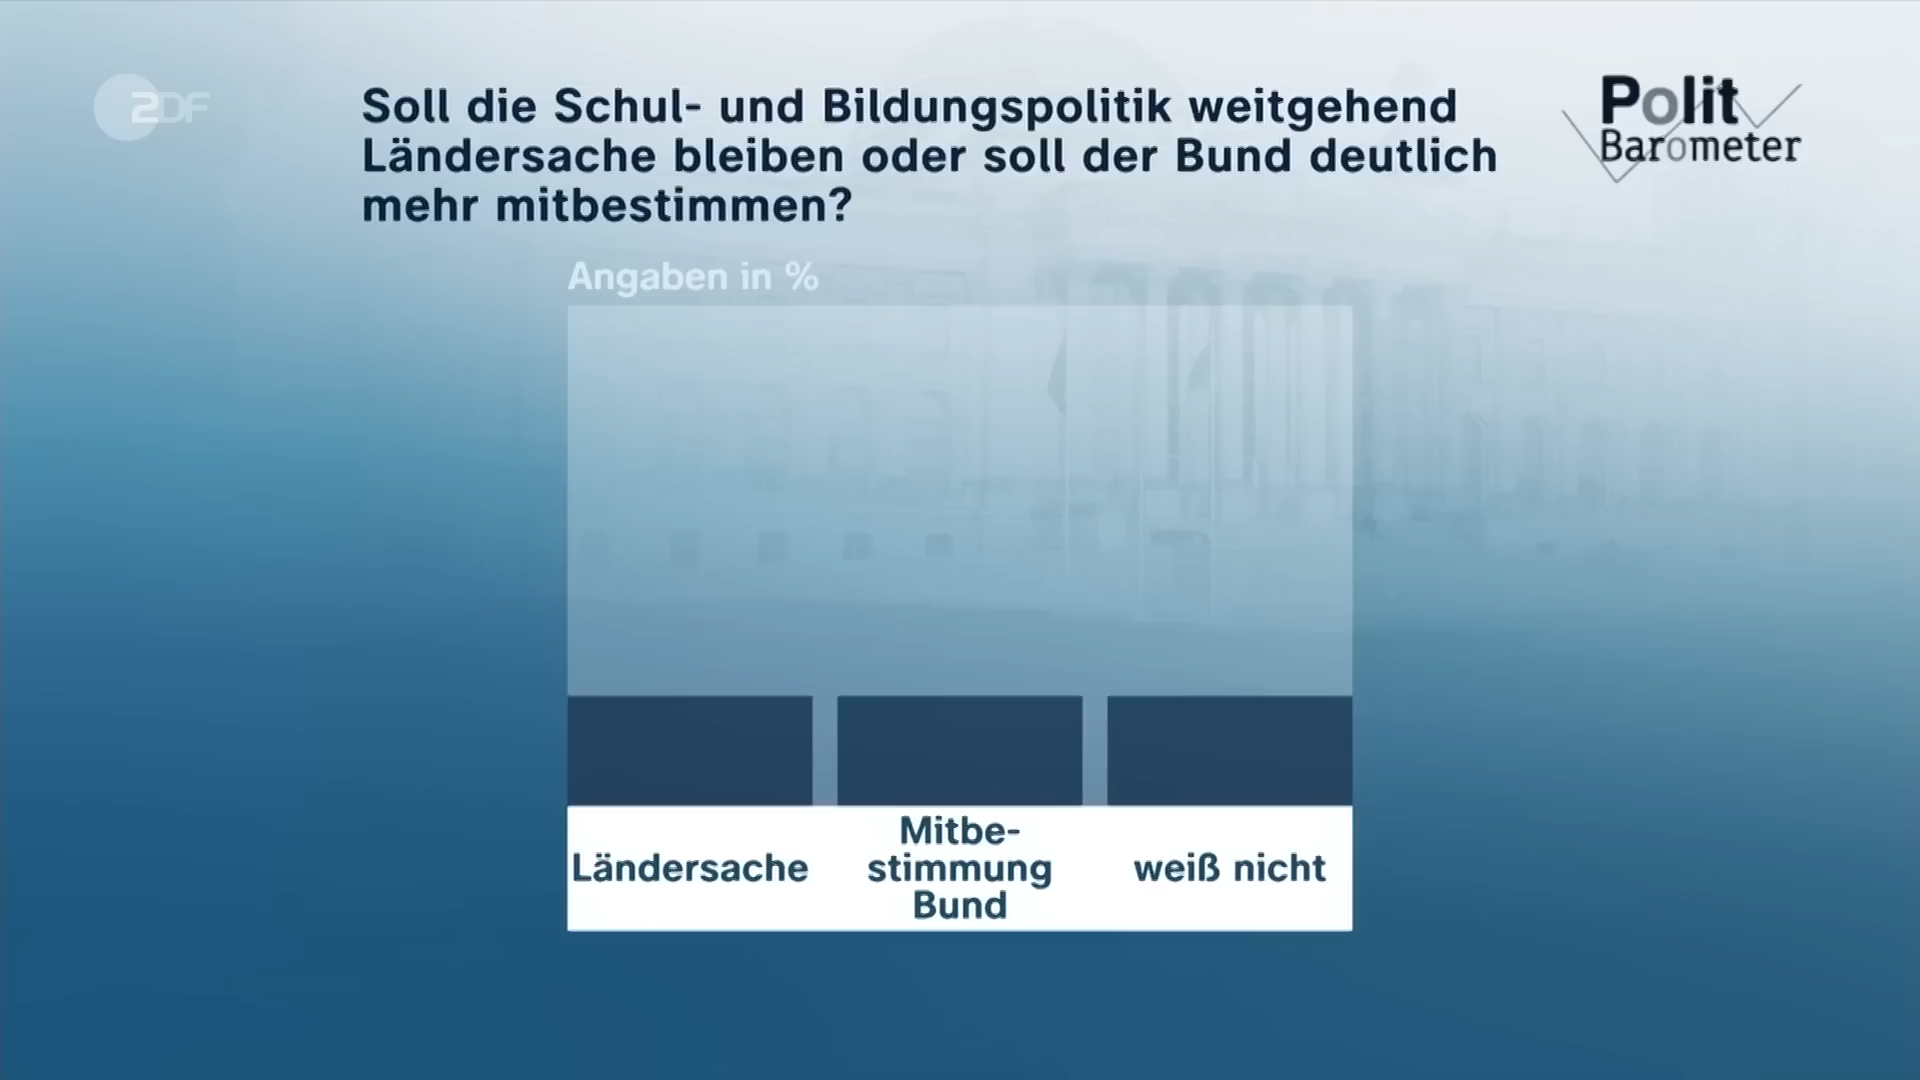 ZDF
Soll die Schul- und Bildungspolitik weitgehend
Ländersache bleiben oder soll der Bund deutlich
mehr mitbestimmen?
Polit
Barometer
Angaben in %
Ländersache
Mitbe-
stimmung
Bund
weiß nicht